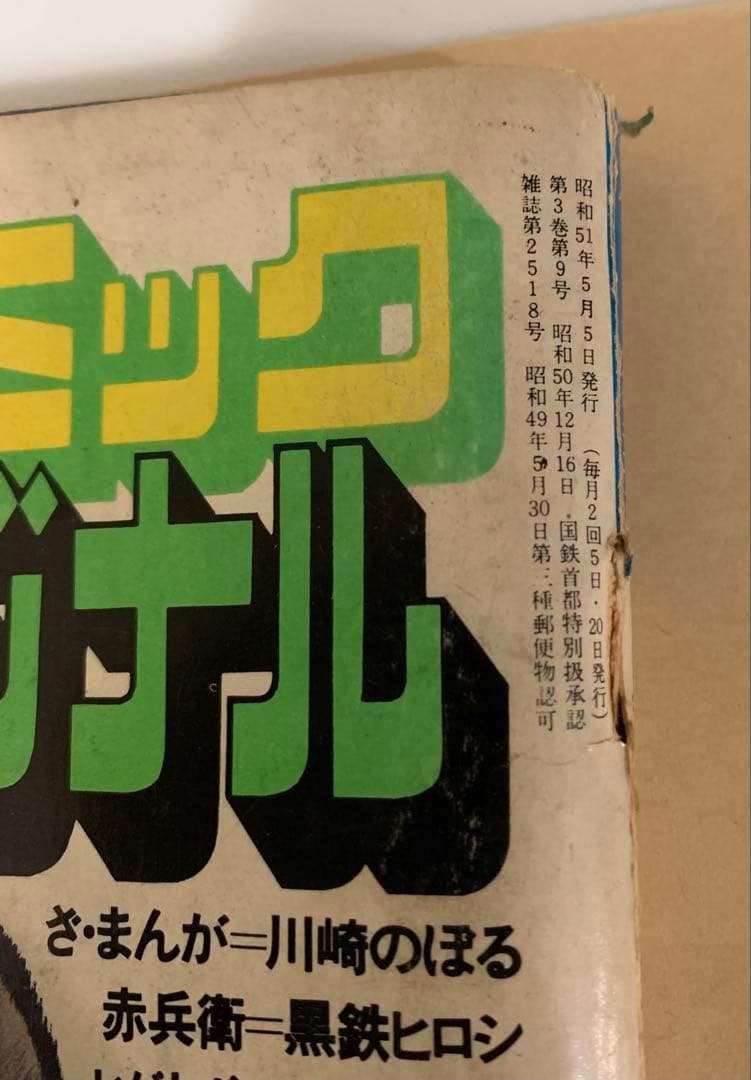 昭和51年5月5日発行 (毎月2回5日・20日発行)
第3巻第9号 昭和50年12月16日 国鉄首都特別扱承認
雑誌第2518号 昭和49年5月30日第三種郵便物認可
ミック
ジナル
ざ・まんが=川崎のぼる
赤兵衛=黒鉄ヒロシ